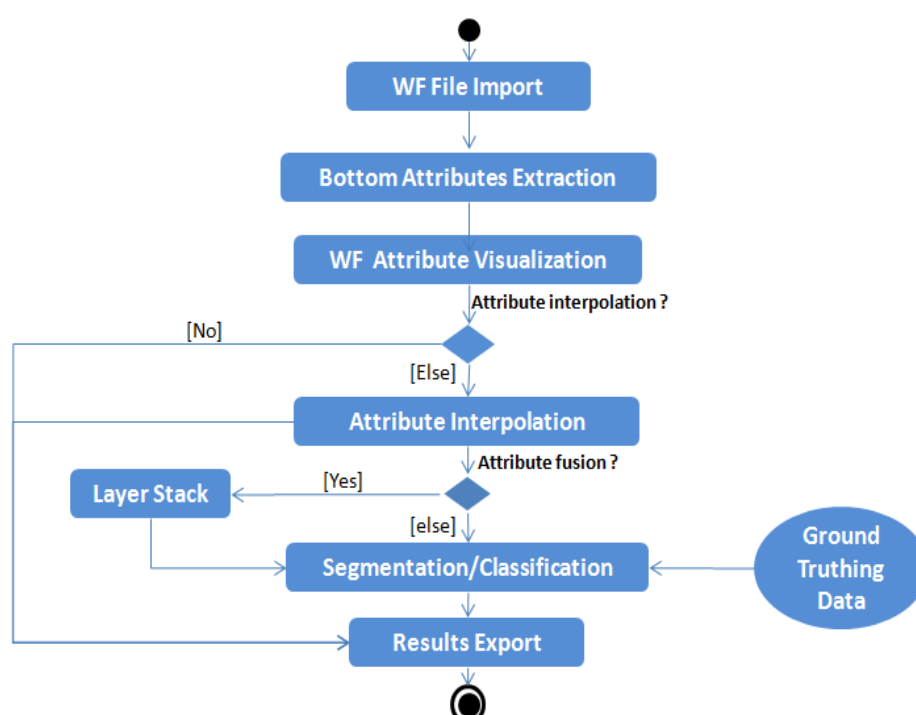 WF File Import
Bottom Attributes Extraction
WF Attribute Visualization
Attribute interpolation ?
[No]
[Else]
Attribute Interpolation
Attribute fusion ?
[Yes]
Layer Stack
[else]
Segmentation/Classification
Ground
Truthing
Data
Results Export